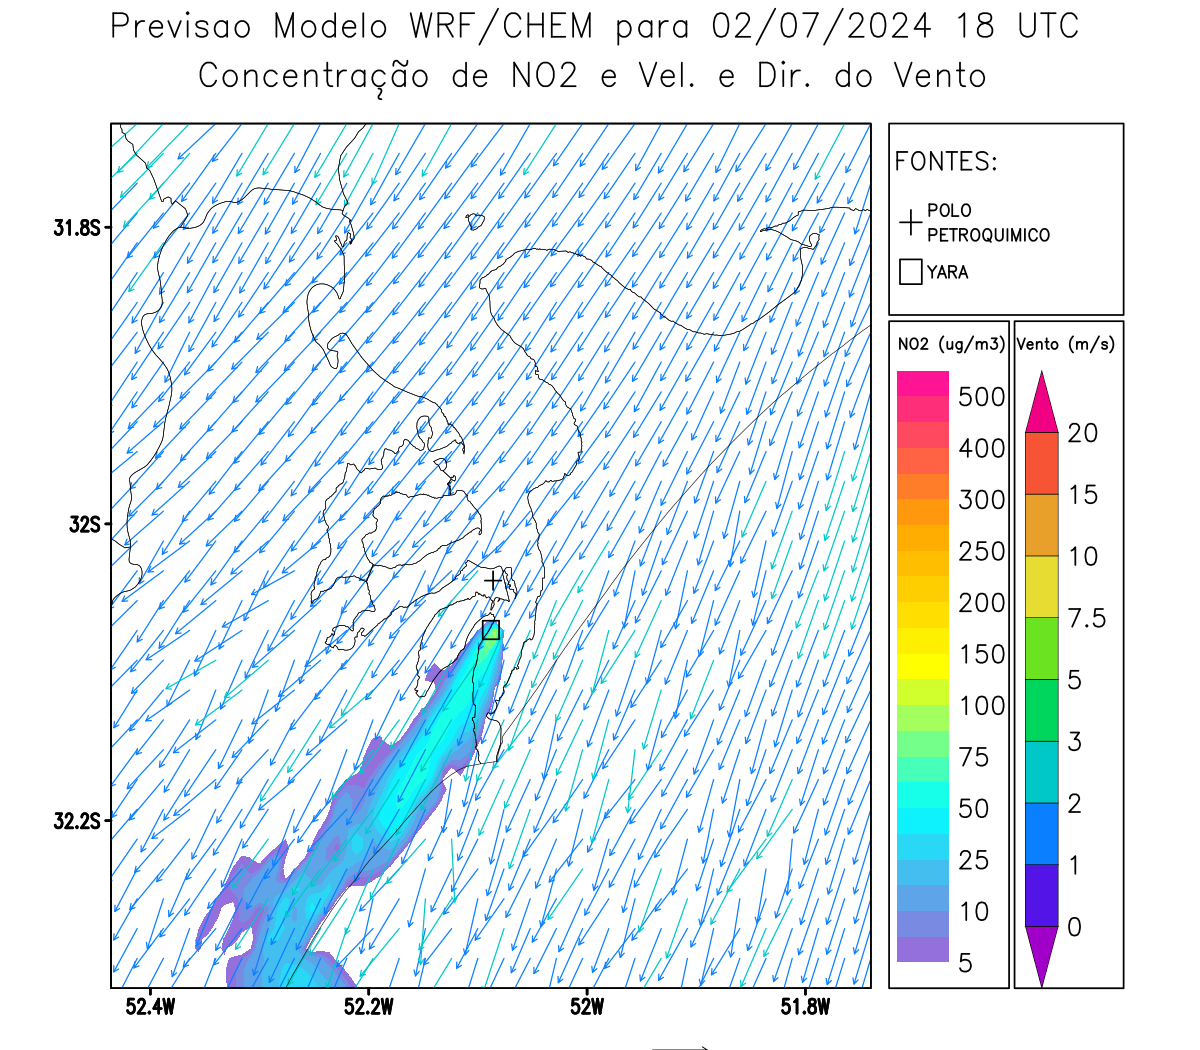 Previsao Modelo WRF/CHEM para 02/07/2024 18 UTC
Concentração de NO2 e Vel. e Dir. do Vento
FONTES:
POLO
PETROQUIMICO
YARA
NO2 (ug/m3)
500
400
300
250
200
150
100
75
50
25
10
5
Vento (m/s)
20
15
10
7.5
5
3
2
1
0
31.8S
32S
32.2S
52.4W
52.2W
52W
51.8W